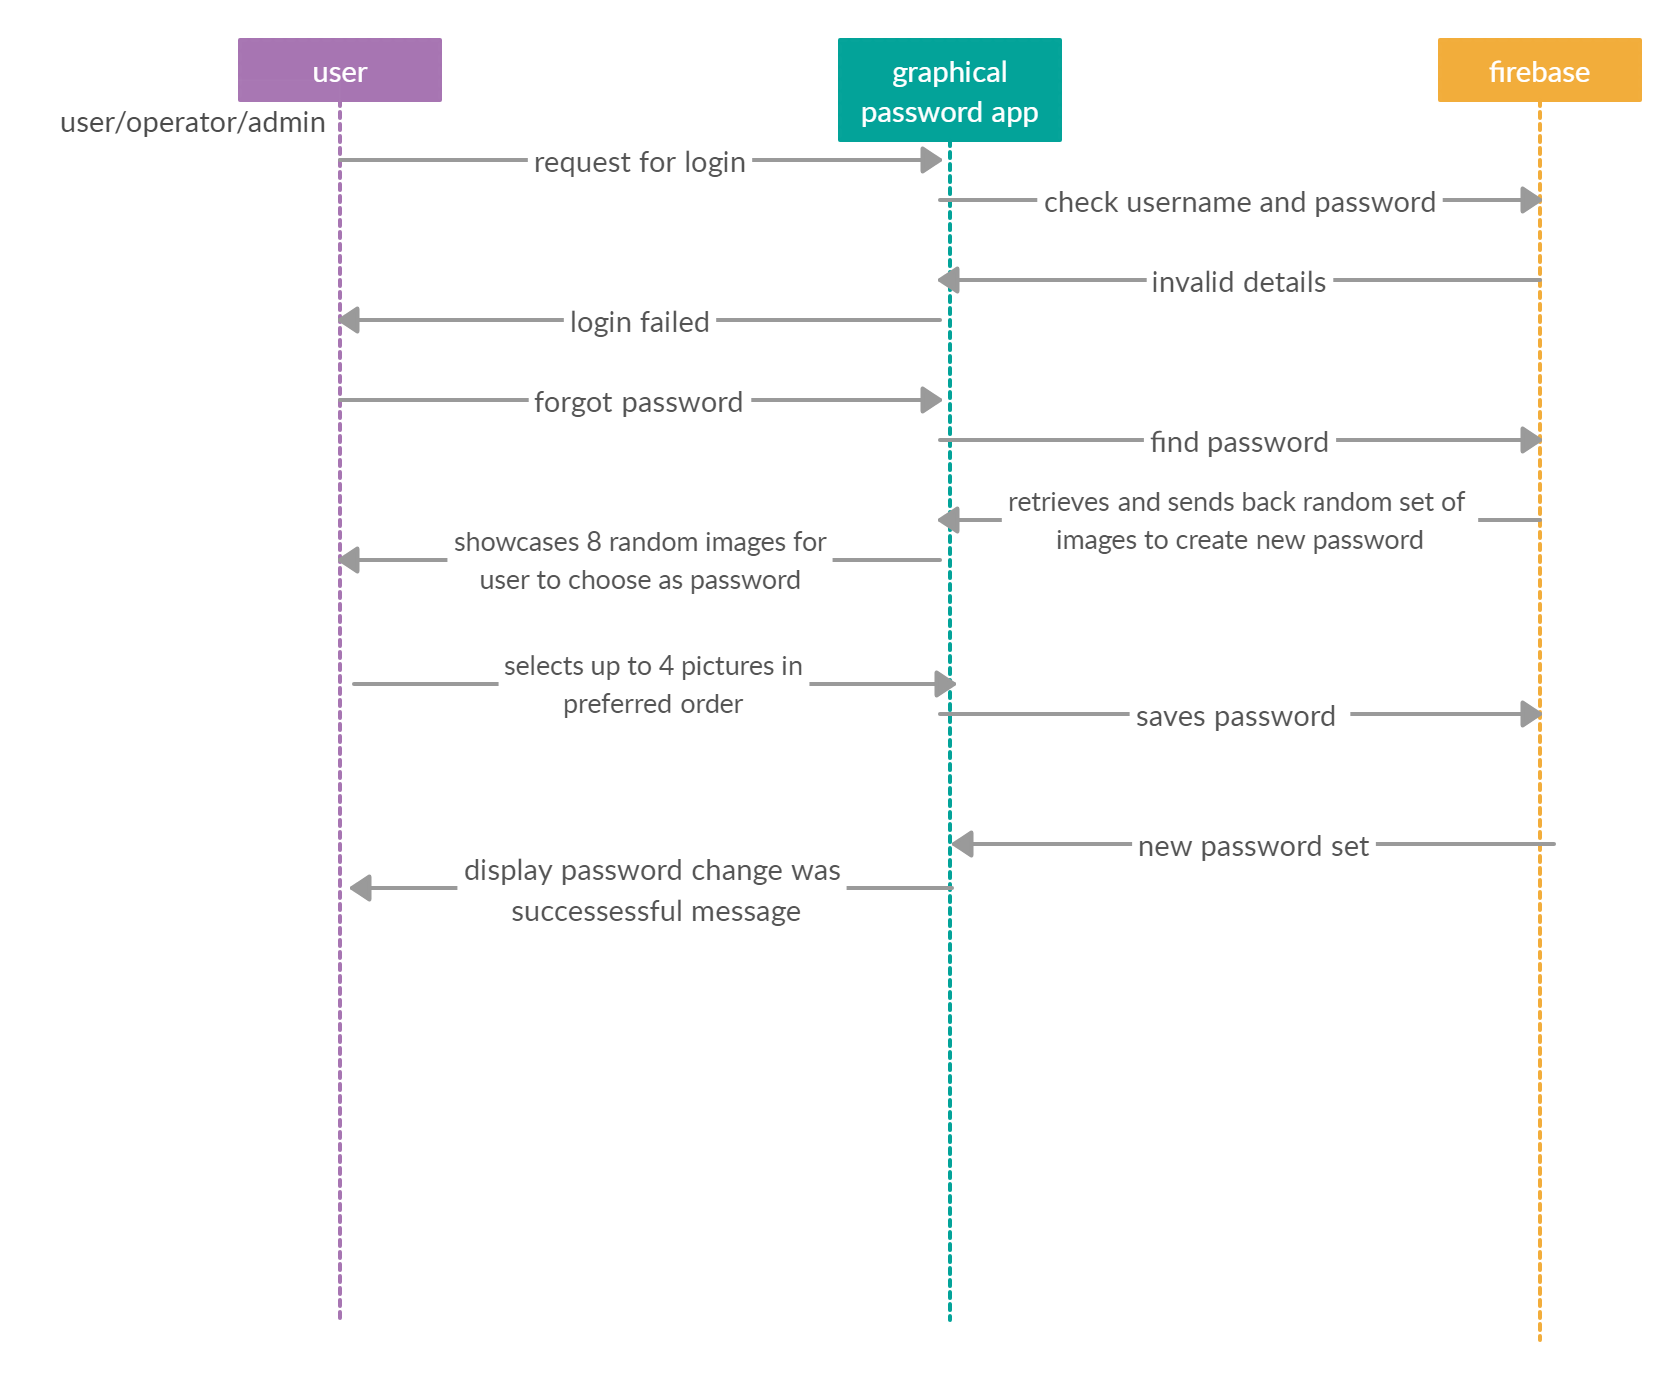 user
graphical
password app
firebase
user/operator/admin
request for login
check username and password
invalid details
login failed
forgot password
find password
retrieves and sends back random set of
images to create new password
showcases 8 random images for
user to choose as password
selects up to 4 pictures in
preferred order
saves password
new password set
display password change was
successessful message